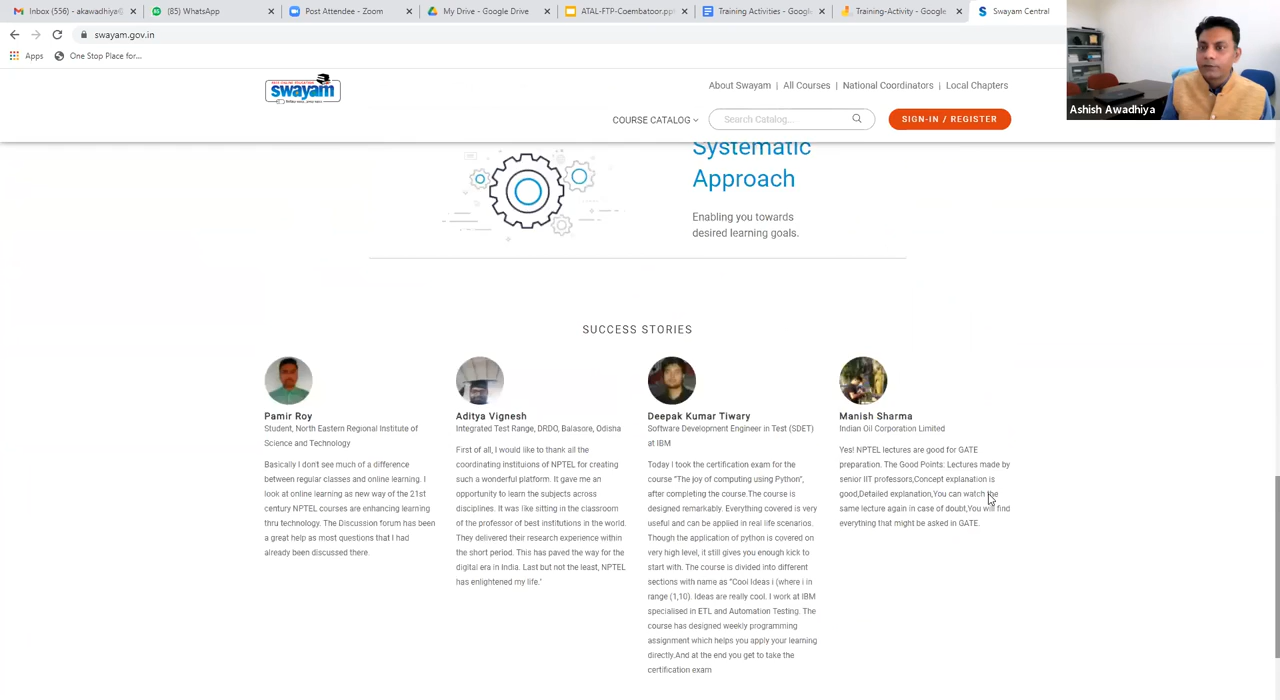 Inbox (556) - akawadhiya@
(85) WhatsApp
Post Attendee - Zoom
My Drive - Google Drive
ATAL-FTP-Coembatoor.pp
Training Activities - Googl
Training-Activity - Google
Swayam Central
swayam.gov.in
Apps
One Stop Place for...
swayam
About Swayam | All Courses | National Coordinators | Local Chapters
COURSE CATALOG
Search Catalog...
SIGN-IN / REGISTER
Ashish Awadhiya
Systematic
Approach
Enabling you towards
desired learning goals.
SUCCESS STORIES
Pamir Roy
Student, North Eastern Regional Institute of
Science and Technology
Basically I don't see much of a difference
between regular classes and online learning. I
look at online learning as new way of the 21st
century NPTEL courses are enhancing learning
thru technology. The Discussion forum has been
a great help as most questions that I had
already been discussed there.
Aditya Vignesh
Integrated Test Range, DRDO, Balasore, Odisha
First of all, I would like to thank all the
coordinating instituions of NPTEL for creating
such a wonderful platform. It gave me an
opportunity to learn the subjects across
disciplines. It was like sitting in the classroom
of the professor of best institutions in the world.
They delivered their research experience within
the short period. This has paved the way for the
digital era in India. Last but not the least, NPTEL
has enlightened my life."
Deepak Kumar Tiwary
Software Development Engineer in Test (SDET)
at IBM
Today I took the certification exam for the
course "The joy of computing using Python",
after completing the course.The course is
designed remarkably. Everything covered is very
useful and can be applied in real life scenarios.
Though the application of python is covered on
very high level, it still gives you enough kick to
start with. The course is divided into different
sections with name as "Cool Ideas i (where i in
range (1,10). Ideas are really cool. I work at IBM
specialised in ETL and Automation Testing. The
course has designed weekly programming
assignment which helps you apply your learning
directly.And at the end you get to take the
certification exam
Manish Sharma
Indian Oil Corporation Limited
Yes! NPTEL lectures are good for GATE
preparation. The Good Points: Lectures made by
senior IIT professors,Concept explanation is
good,Detailed explanation,You can watch the
same lecture again in case of doubt,You will find
everything that might be asked in GATE.